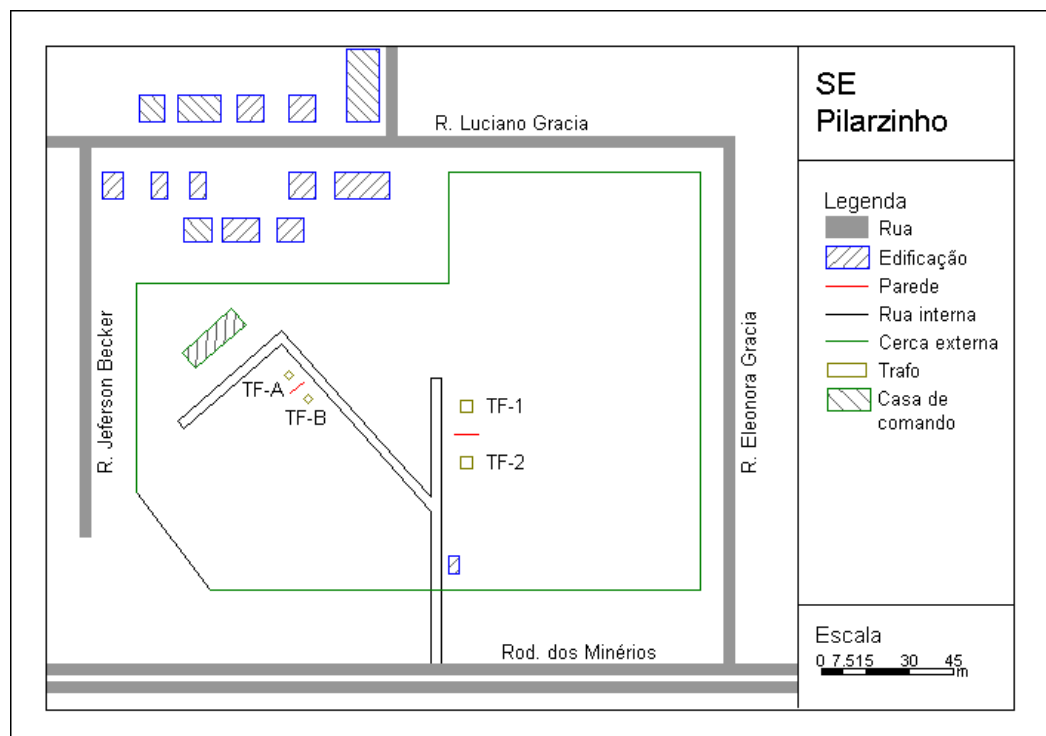 SE
Pilarzinho
R. Luciano Gracia
Legenda
Rua
Edificação
Parede
Rua interna
Cerca externa
Trafo
Casa de
comando
R. Jeferson Becker
R. Eleonora Gracia
TF-A
TF-B
TF-1
TF-2
Rod. dos Minérios
Escala
0 7.515 30 45
m